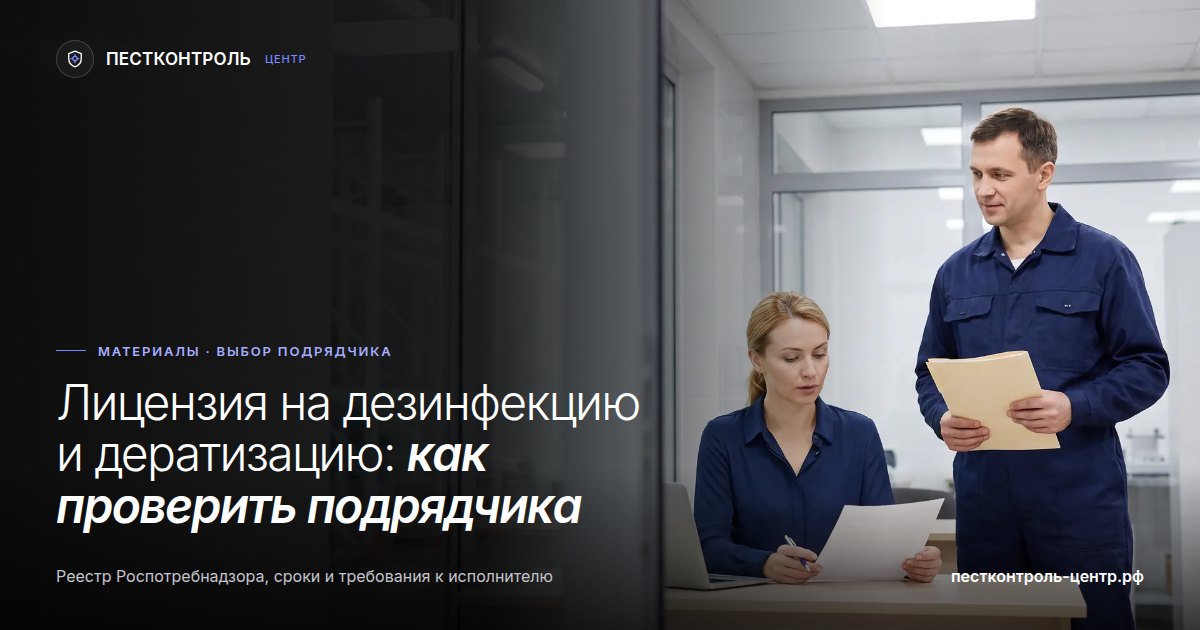 ПЕСТКОНТРОЛЬ ЦЕНТР
МАТЕРИАЛЫ · ВЫБОР ПОДРЯДЧИКА
Лицензия на дезинфекцию
и дератизацию: как
проверить подрядчика
Реестр Роспотребнадзора, сроки и требования к исполнителю
пестконтроль-центр.рф